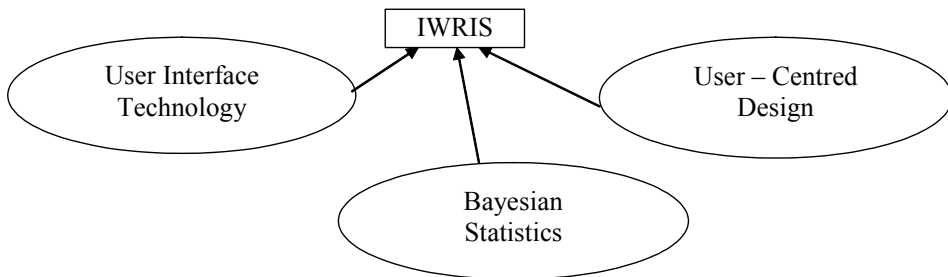 IWRIS
User Interface
Technology
User – Centred
Design
Bayesian
Statistics